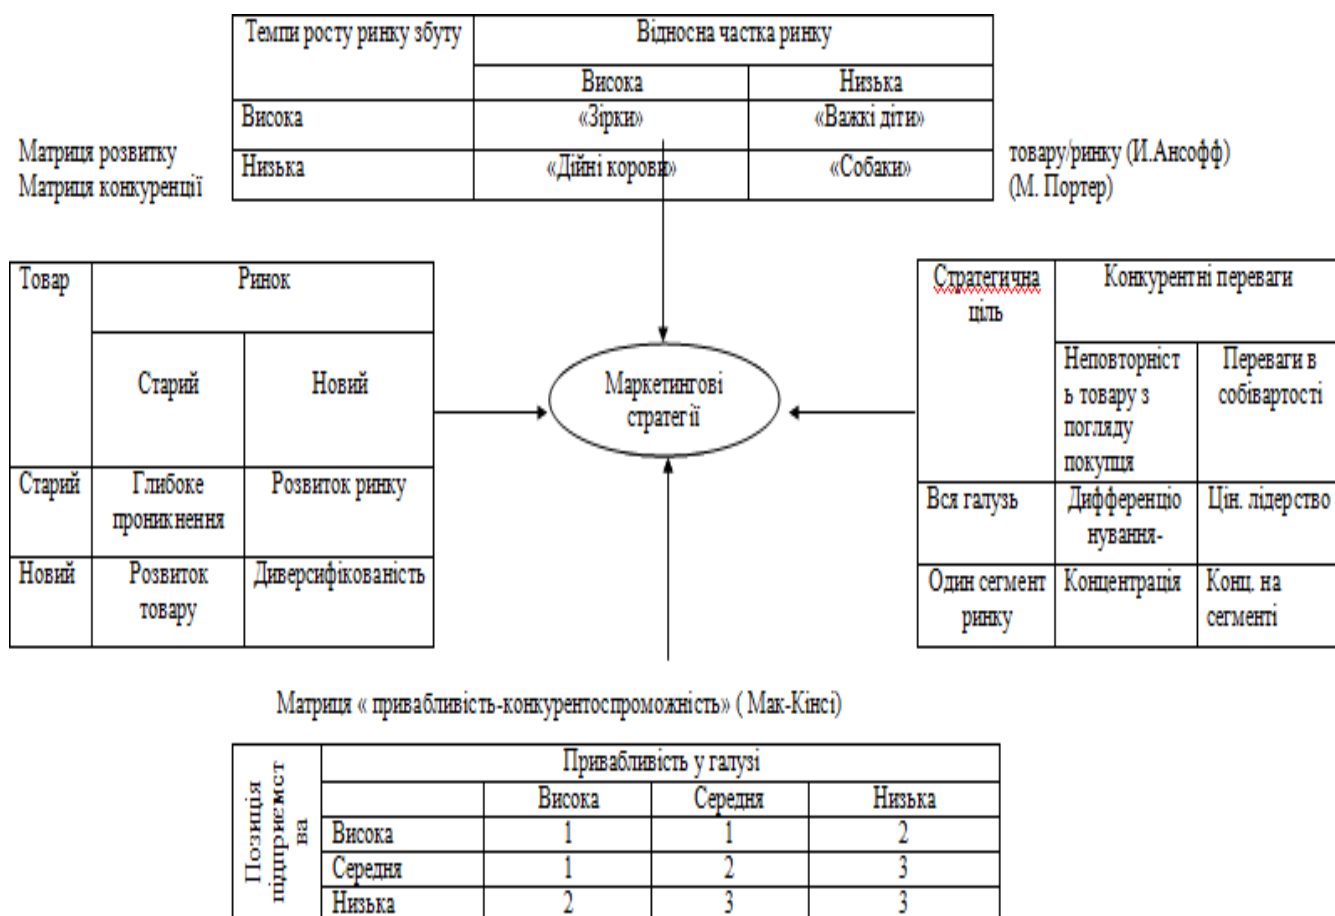 Темпи росту ринку збуту
Відносна частка ринку
Висока
Низька
Висока
«Зірки»
«Важкі діти»
Низька
«Дійні корови»
«Собаки»
Матриця розвитку
Матриця конкуренції
товару/ринку (И.Ансофф)
(М. Портер)
Товар
Ринок
Старий
Новий
Старий
Глибоке
проникнення
Розвиток ринку
Новий
Розвиток
товару
Диверсифікованість
Маркетингові
стратегії
Стратегична
ціль
Конкурентні переваги
Неповторніст
ь товару з
погляду
покупця
Переваги в
собівартості
Вся галузь
Дифференціо
нування-
Цін. лідерство
Один сегмент
ринку
Концентрація
Конц. на
сегменті
Матриця « привабливість-конкурентоспроможність» ( Мак-Кінсі)
Позиція
підприємст
ва
Привабливість у галузі
Висока
Середня
Низька
Висока
1
1
2
Середня
1
2
3
Низька
2
3
3